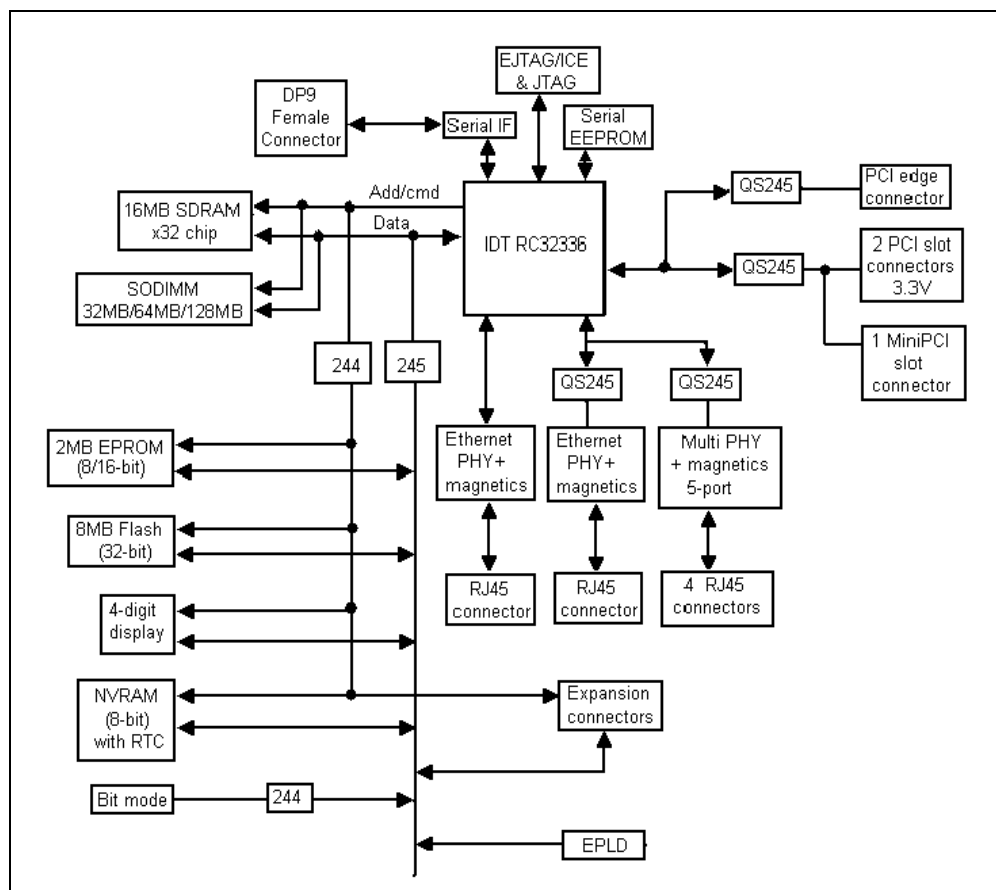 EJTAG/ICE
& JTAG
DP9
Female
Connector
Serial IF
Serial
EEPROM
QS245
PCI edge
connector
16MB SDRAM
x32 chip
Add/cmd
Data
IDT RC32336
QS245
2 PCI slot
connectors
3.3V
SODIMM
32MB/64MB/128MB
1 MiniPCI
slot
connector
244
245
QS245
QS245
2MB EPROM
(8/16-bit)
Ethernet
PHY+
magnetics
Ethernet
PHY+
magnetics
Multi PHY
+ magnetics
5-port
8MB Flash
(32-bit)
RJ45
connector
RJ45
connector
4 RJ45
connectors
4-digit
display
NVRAM
(8-bit)
with RTC
Expansion
connectors
Bit mode
244
EPLD